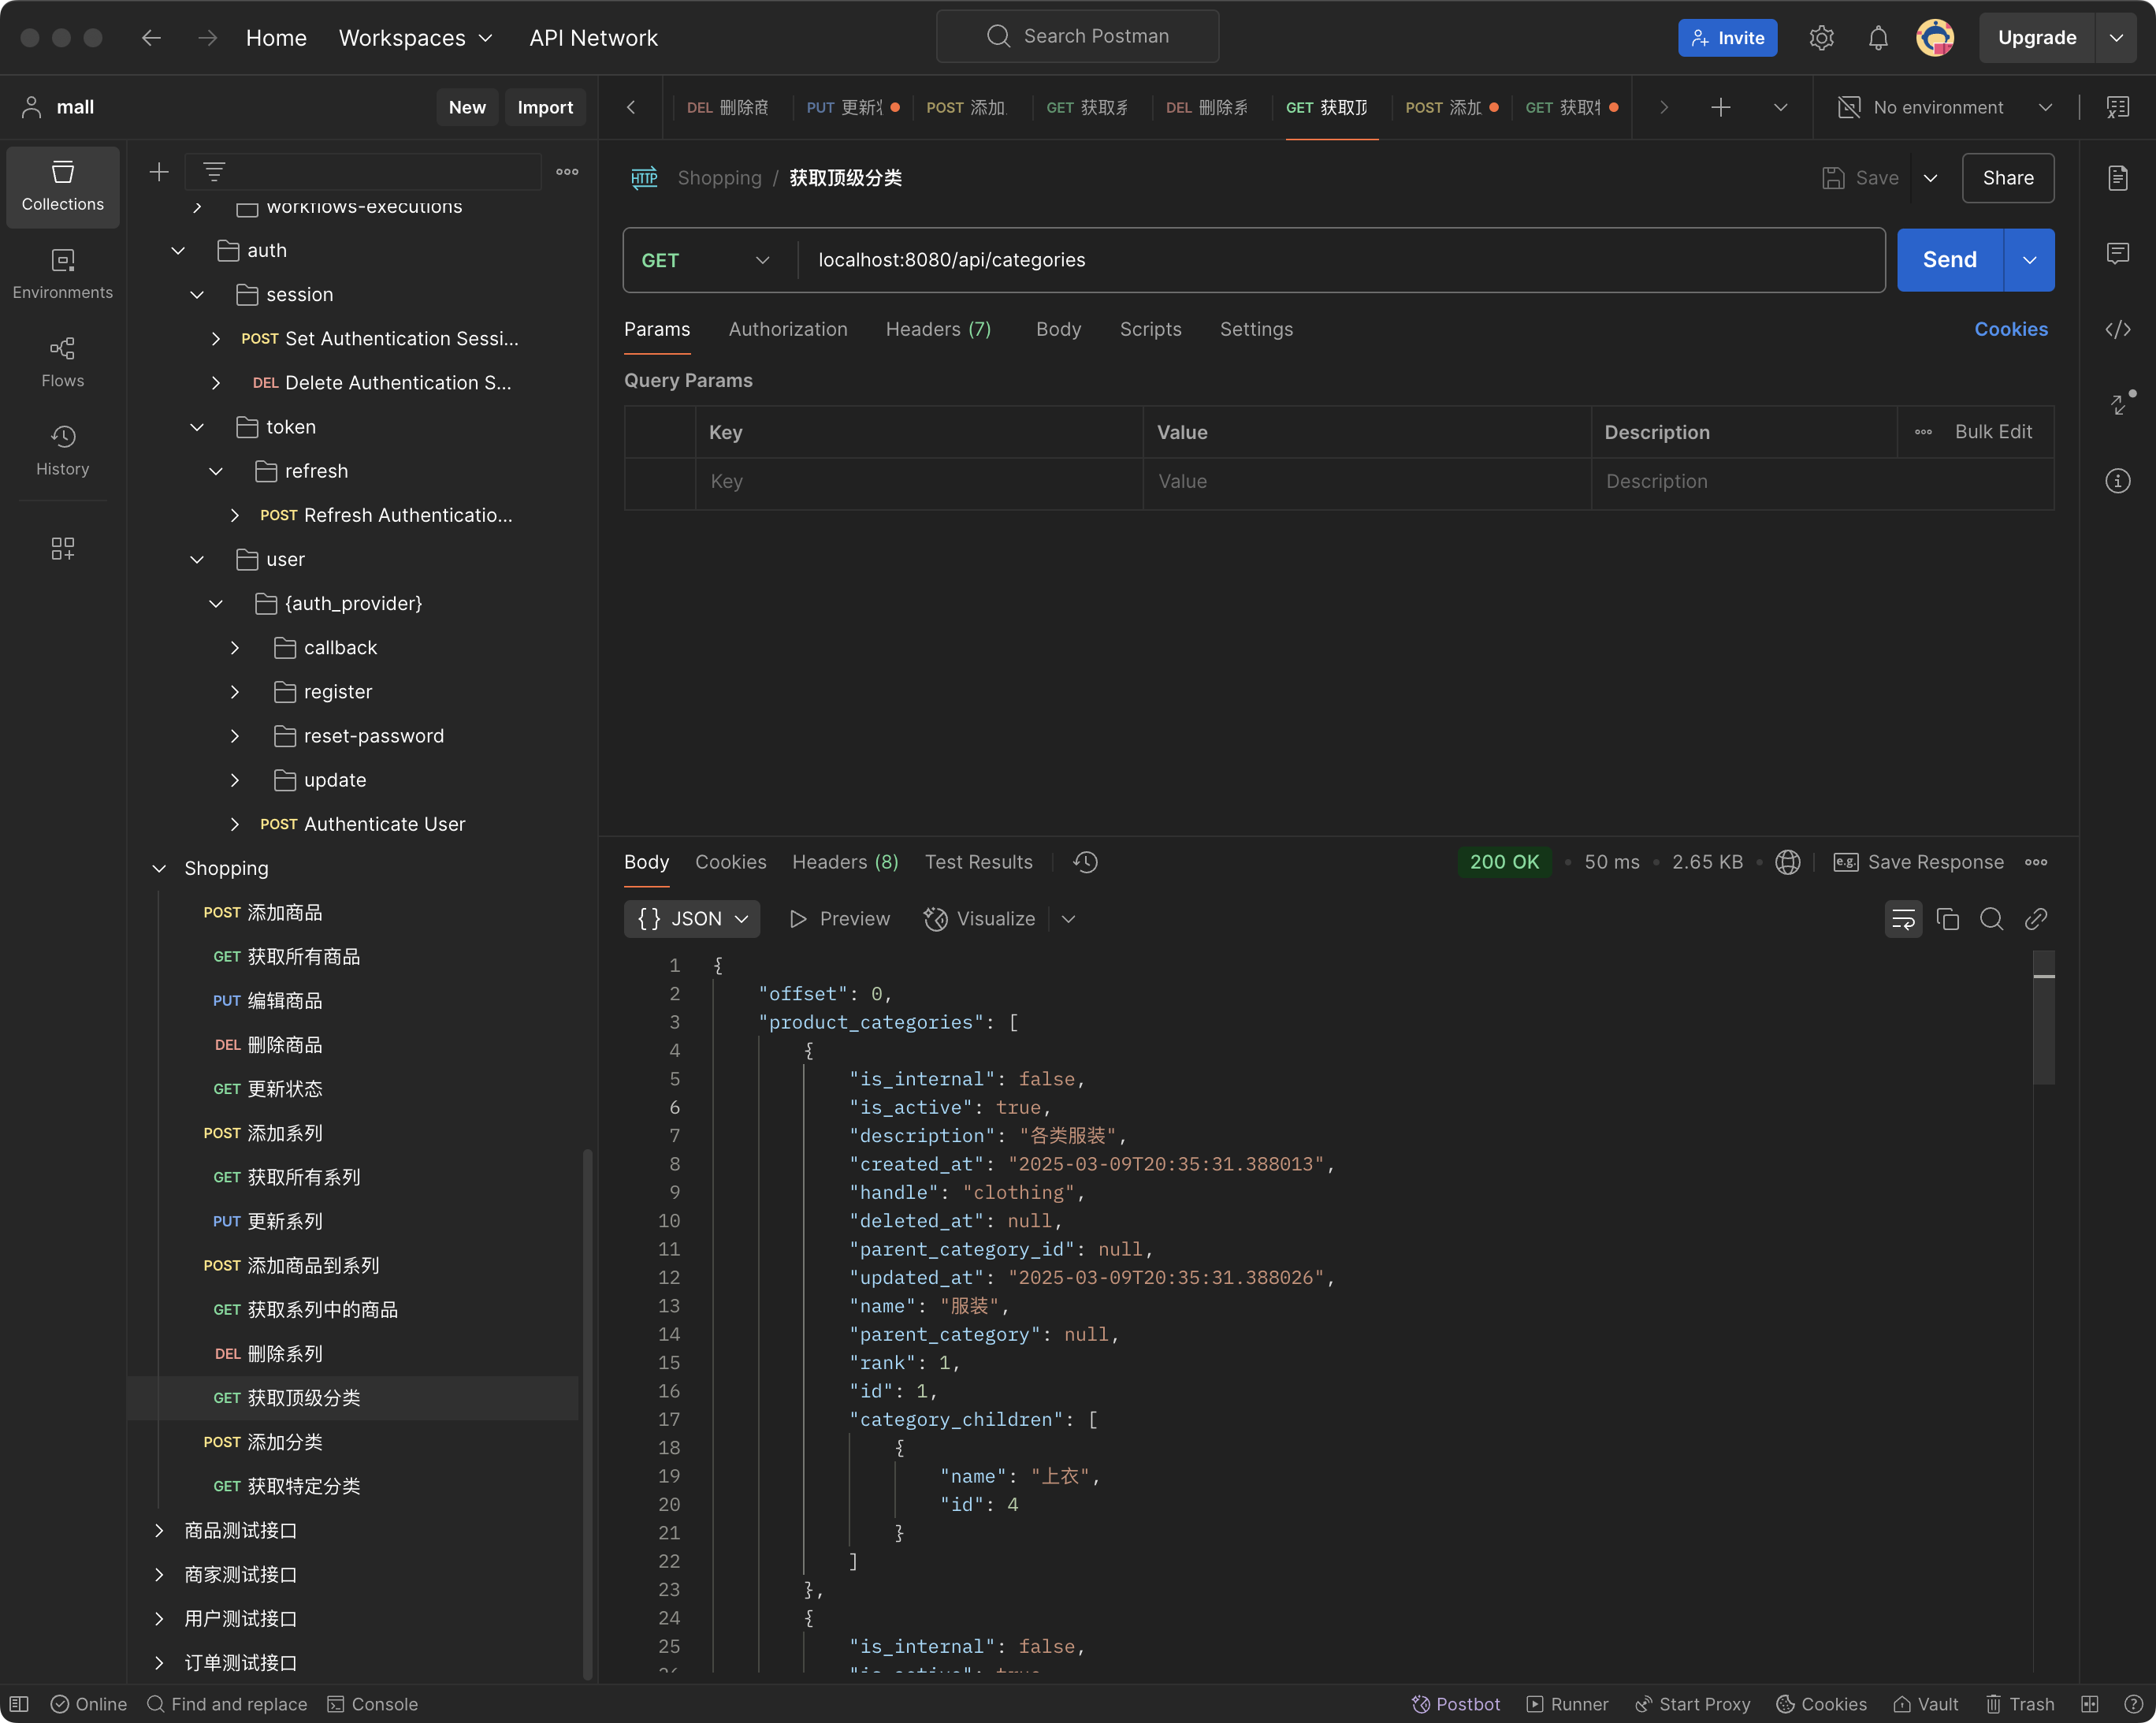 Home Workspaces API Network Search Postman Invite Upgrade
mall New Import
DEL 删除商 PUT 更新 POST 添加 GET 获取系 DEL 删除系 GET 获取顶 POST 添加 GET 获取 No environment
Collections
Environments
Flows
History
workflows-executions
auth
session
POST Set Authentication Sessi...
DEL Delete Authentication S...
token
refresh
POST Refresh Authenticatio...
user
{auth_provider}
callback
register
reset-password
update
POST Authenticate User
Shopping
POST 添加商品
GET 获取所有商品
PUT 编辑商品
DEL 删除商品
GET 更新状态
POST 添加系列
GET 获取所有系列
PUT 更新系列
POST 添加商品到系列
GET 获取系列中的商品
DEL 删除系列
GET 获取顶级分类
POST 添加分类
GET 获取特定分类
商品测试接口
商家测试接口
用户测试接口
订单测试接口
HTTP Shopping / 获取顶级分类 Save Share
GET localhost:8080/api/categories Send
Params Authorization Headers (7) Body Scripts Settings Cookies
Query Params
Key Value Description Bulk Edit
Key Value Description
Body Cookies Headers (8) Test Results 200 OK 50 ms 2.65 KB e.g. Save Response
{} JSON Preview Visualize
1 {
2 "offset": 0,
3 "product_categories": [
4 {
5 "is_internal": false,
6 "is_active": true,
7 "description": "各类服装",
8 "created_at": "2025-03-09T20:35:31.388013",
9 "handle": "clothing",
10 "deleted_at": null,
11 "parent_category_id": null,
12 "updated_at": "2025-03-09T20:35:31.388026",
13 "name": "服装",
14 "parent_category": null,
15 "rank": 1,
16 "id": 1,
17 "category_children": [
18 {
19 "name": "上衣",
20 "id": 4
21 }
22 ]
23 },
24 {
25 "is_internal": false,
26 "is_active": true
Online Find and replace Console Postbot Runner Start Proxy Cookies Vault Trash